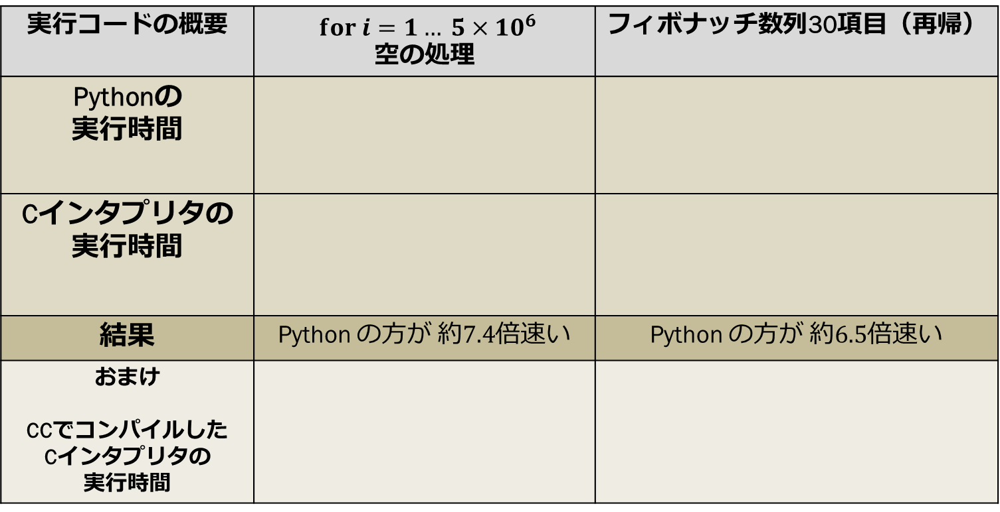 実行コードの概要
for i = 1 … 5 × 10⁶
空の処理
フィボナッチ数列30項目（再帰）
Pythonの
実行時間
Cインタプリタの
実行時間
結果
Python の方が 約7.4倍速い
Python の方が 約6.5倍速い
おまけ
CCでコンパイルした
Cインタプリタの
実行時間